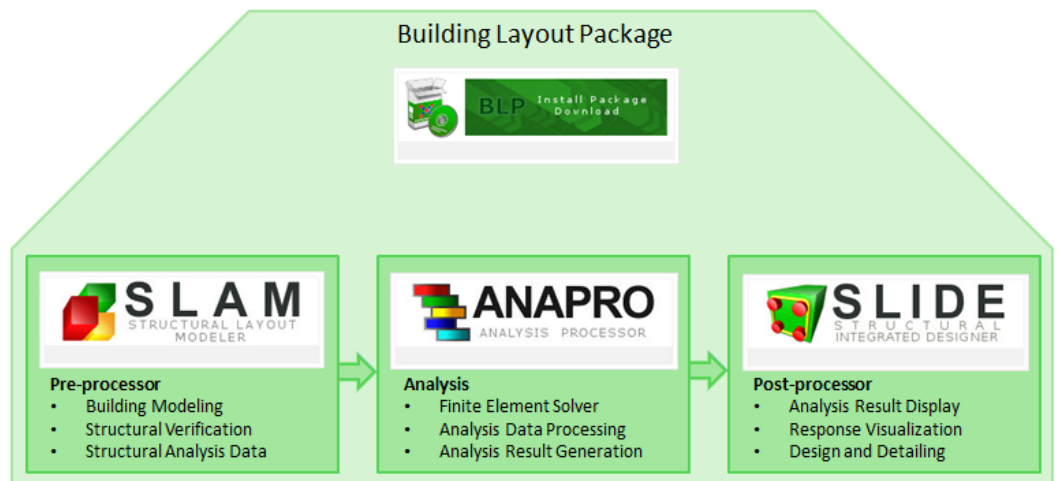 Building Layout Package
BLP Install Package
Download
SLAM
STRUCTURAL LAYOUT
MODELER
Pre-processor
• Building Modeling
• Structural Verification
• Structural Analysis Data
ANAPRO
ANALYSIS PROCESSOR
Analysis
• Finite Element Solver
• Analysis Data Processing
• Analysis Result Generation
SLIDE
STRUCTURAL
INTEGRATED DESIGNER
Post-processor
• Analysis Result Display
• Response Visualization
• Design and Detailing